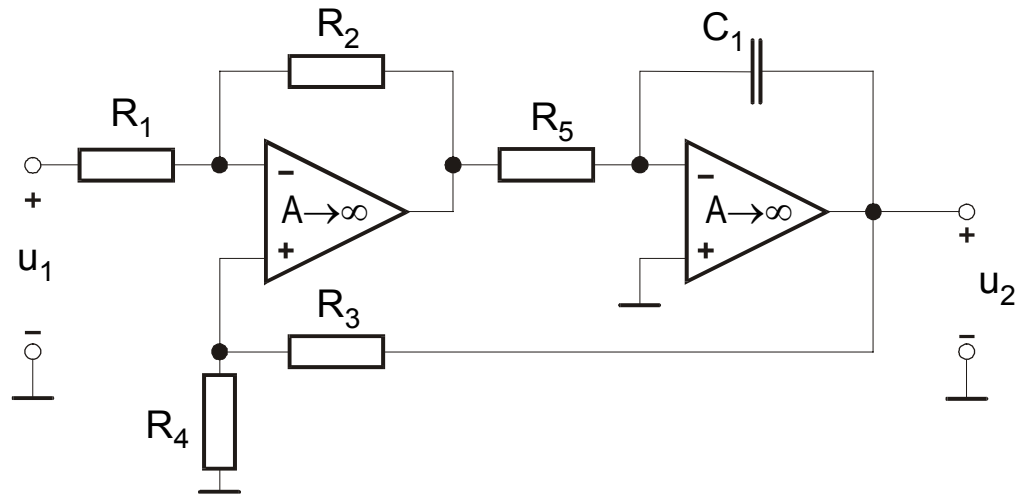 R₂
C₁
R₁
R₅
− −
A→∞ A→∞
+ + + +
u₁
u₂
R₃
− −
R₄